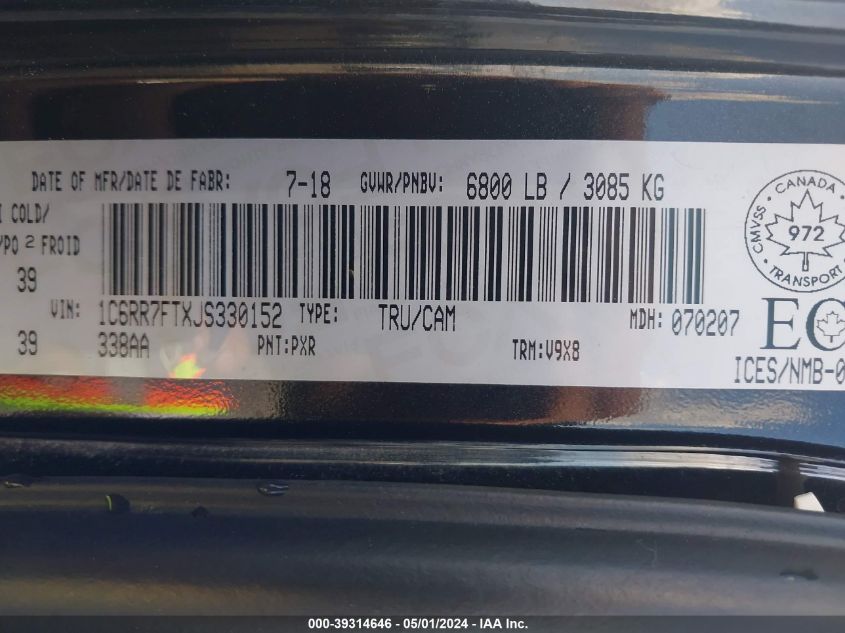 DATE OF MFR/DATE DE FABR: 7-18 GVWR/PNBV: 6800 LB / 3085 KG
COLD/
2 FROID
39
VIN: 1C6RR7FTXJS330152 TYPE: TRU/CAM MDH: 070207
39
338AA PNT:PXR TRM:V9X8
CANADA
CMVSS 972
TRANSPORT
ICES/NMB-0
000-39314646 - 05/01/2024 - IAA Inc.